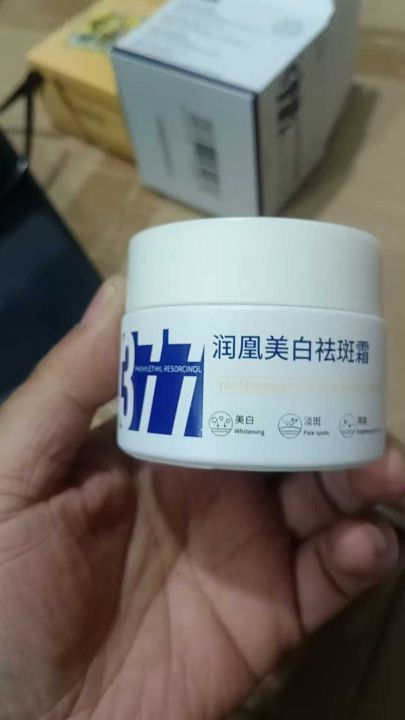 润凰美白祛斑霜
377
PHENYLETHYL RESORCINOL
美白
Whitening
淡斑
Pale spots